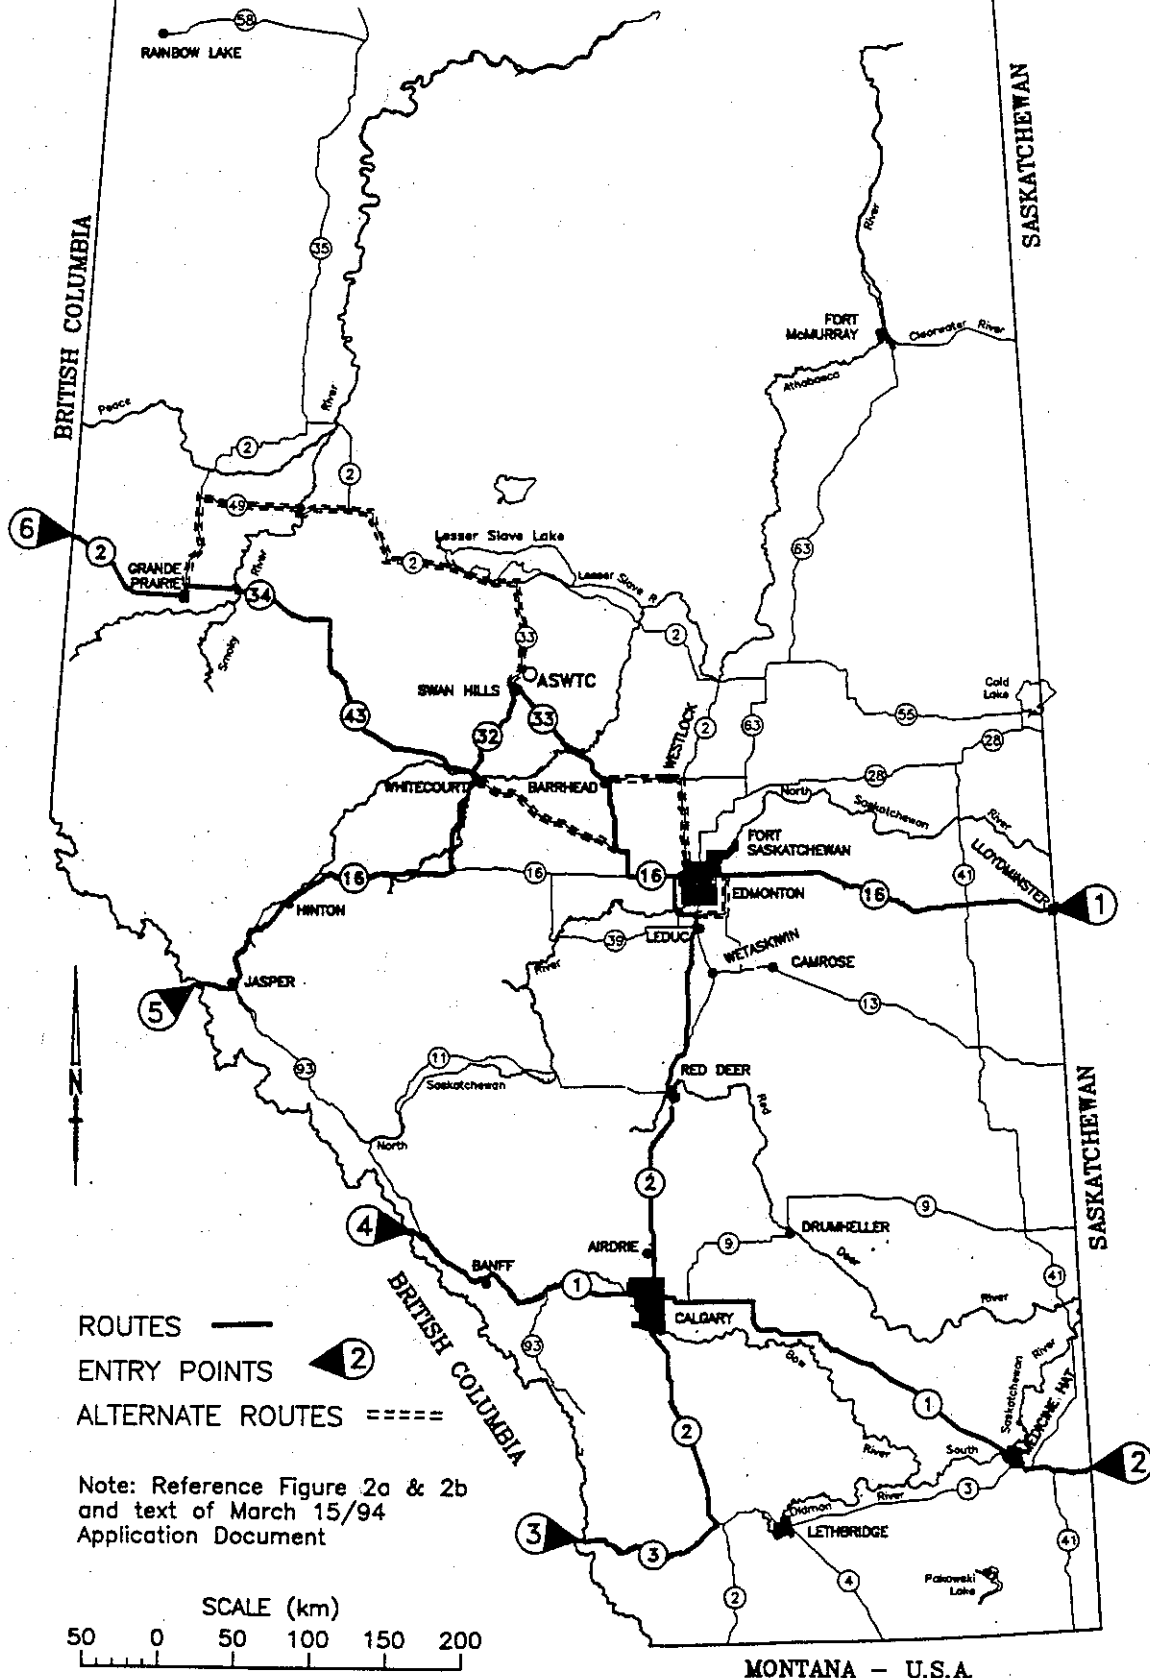 58
RAINBOW LAKE
SASKATCHEWAN
35
BRITISH COLUMBIA
River
FORT
McMURRAY
Clearwater River
Athabasca
Peace
River
2
2
49
6
2
Lesser Slave Lake
63
GRANDE
PRAIRIE
River
34
2
Lesser Slave R
33
2
Smoky
ASWTC
SWAN HILLS
Cold
Lake
43
32
33
WESTLOCK
2
63
55
28
WHITECOURT
BARRHEAD
28
North
Saskatchewan
River
FORT
SASKATCHEWAN
LLOYDMINSTER
16
16
16
41
EDMONTON
16
1
HINTON
39
LEDUC
WETASKIWIN
CAMROSE
River
JASPER
5
13
N
93
11
Saskatchewan
RED DEER
Red
North
SASKATCHEWAN
2
4
9
DRUMHELLER
9
AIRDRIE
Deer
BANFF
41
1
River
BRITISH COLUMBIA
CALGARY
ROUTES
ENTRY POINTS 2
ALTERNATE ROUTES
93
Bow
River
Saskatchewan
MEDICINE HAT
1
2
River
South
2
3
Note: Reference Figure 2a & 2b
and text of March 15/94
Application Document
Oldman
River
LETHBRIDGE
3
3
41
Pakowski
Lake
2
4
SCALE (km)
50 0 50 100 150 200
MONTANA - U.S.A.